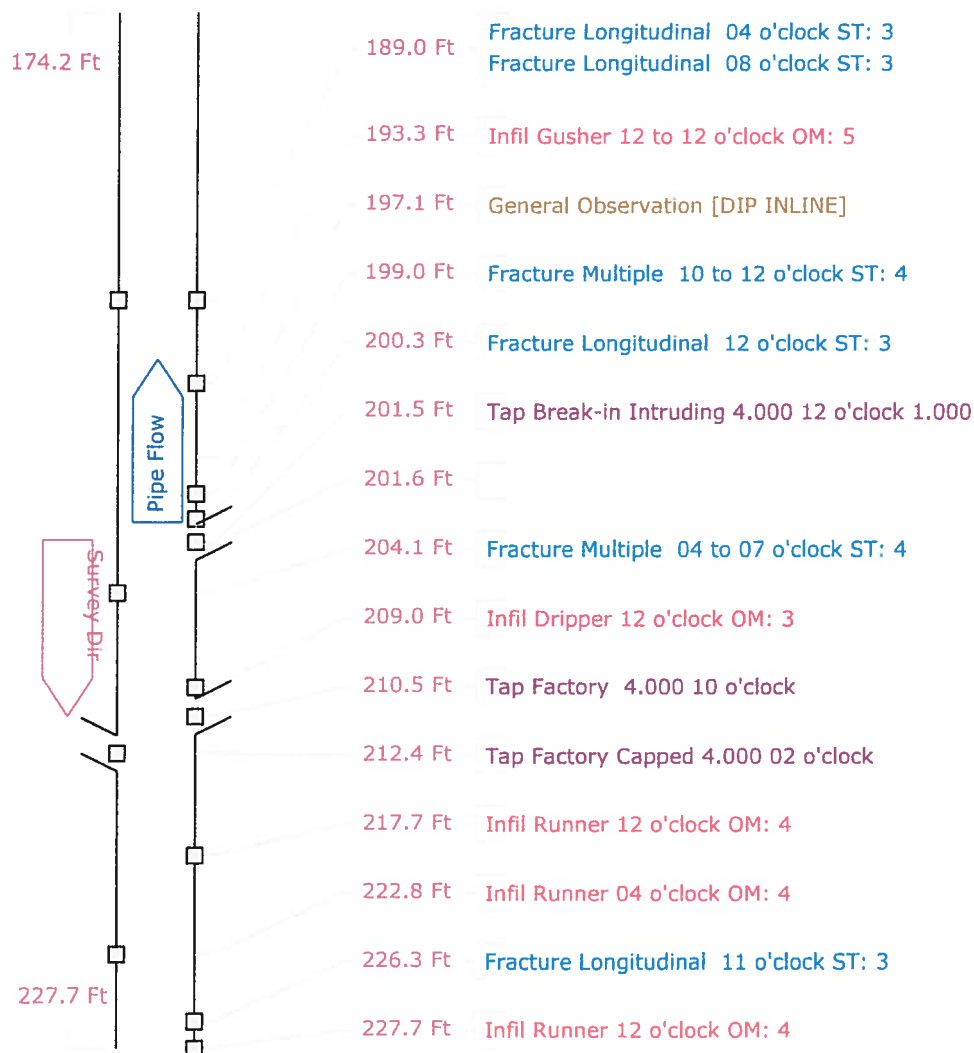 174.2 Ft
189.0 Ft Fracture Longitudinal 04 o'clock ST: 3
Fracture Longitudinal 08 o'clock ST: 3
193.3 Ft Infil Gusher 12 to 12 o'clock OM: 5
197.1 Ft General Observation [DIP INLINE]
199.0 Ft Fracture Multiple 10 to 12 o'clock ST: 4
200.3 Ft Fracture Longitudinal 12 o'clock ST: 3
201.5 Ft Tap Break-in Intruding 4.000 12 o'clock 1.000
201.6 Ft
204.1 Ft Fracture Multiple 04 to 07 o'clock ST: 4
209.0 Ft Infil Dripper 12 o'clock OM: 3
210.5 Ft Tap Factory 4.000 10 o'clock
212.4 Ft Tap Factory Capped 4.000 02 o'clock
217.7 Ft Infil Runner 12 o'clock OM: 4
222.8 Ft Infil Runner 04 o'clock OM: 4
226.3 Ft Fracture Longitudinal 11 o'clock ST: 3
227.7 Ft Infil Runner 12 o'clock OM: 4
Pipe Flow
Survey Dir
227.7 Ft